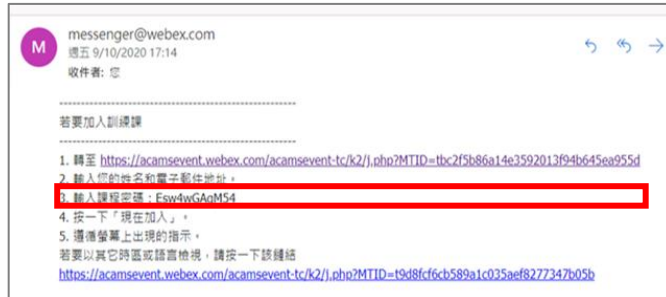 M
messenger@webex.com
週五 9/10/2020 17:14
收件者: 您
--------------------------------------------------------
若要加入訓練課
--------------------------------------------------------
1. 轉至 https://acamsevent.webex.com/acamsevent-tc/k2/j.php?MTID=tbc2f5b86a14e3592013f94b645ea955d
2. 輸入您的姓名和電子郵件地址。
3. 輸入課程密碼：Esw4wGAqM54
4. 按一下「現在加入」。
5. 遵循螢幕上出現的指示。
若要以其它時區或語言檢視，請按一下該鏈結
https://acamsevent.webex.com/acamsevent-tc/k2/j.php?MTID=t9d8fcf6cb589a1c035aef8277347b05b